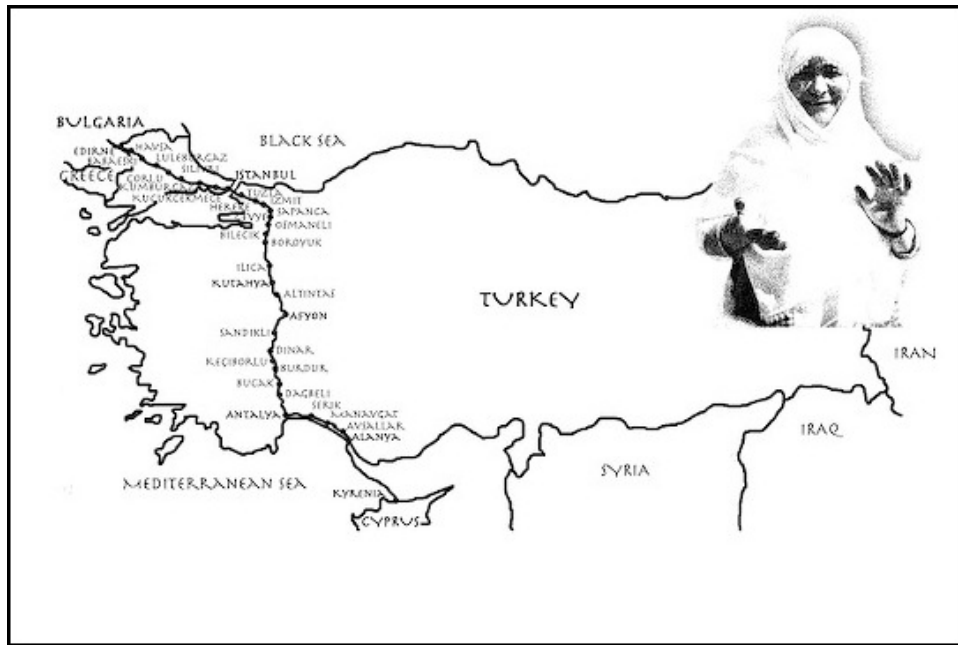 BULGARIA
BLACK SEA
EDIRNE
HAVSA
BABAESKI
LULEBURGAZ
GREECE
SILIVRI
ISTANBUL
CORLU
KUMBURGAZ
TUZLA
KUCUKCEKMECE
IZMIT
HEREKE
SAPANCA
OSMANELI
BILECIK
BOROYUK
ILICA
KUTAHYA
ALTINTAS
TURKEY
AFYON
SANDIKLI
DINAR
IRAN
KEÇIBORLU
BURDUR
BUCAK
DAGBELI
SERIK
ANTALYA
MANAVGAT
AVSALLAR
ALANYA
IRAQ
SYRIA
MEDITERRANEAN SEA
KYRENIA
CYPRUS